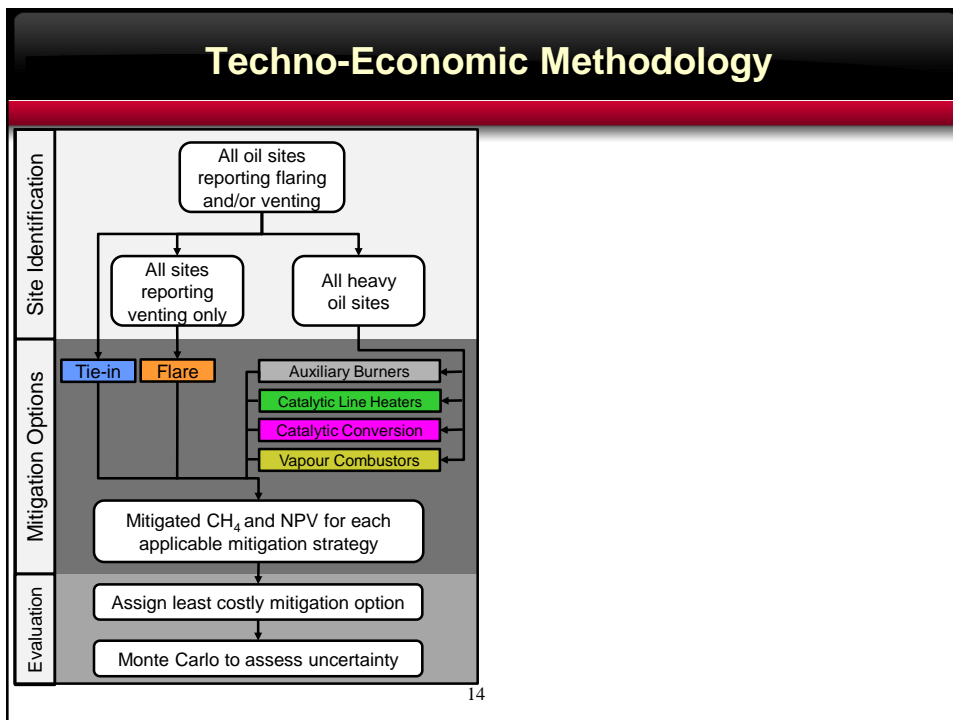 Techno-Economic Methodology
Site Identification
All oil sites
reporting flaring
and/or venting
All sites
reporting
venting only
All heavy
oil sites
Mitigation Options
Tie-in
Flare
Auxiliary Burners
Catalytic Line Heaters
Catalytic Conversion
Vapour Combustors
Mitigated CH4 and NPV for each
applicable mitigation strategy
Evaluation
Assign least costly mitigation option
Monte Carlo to assess uncertainty
14